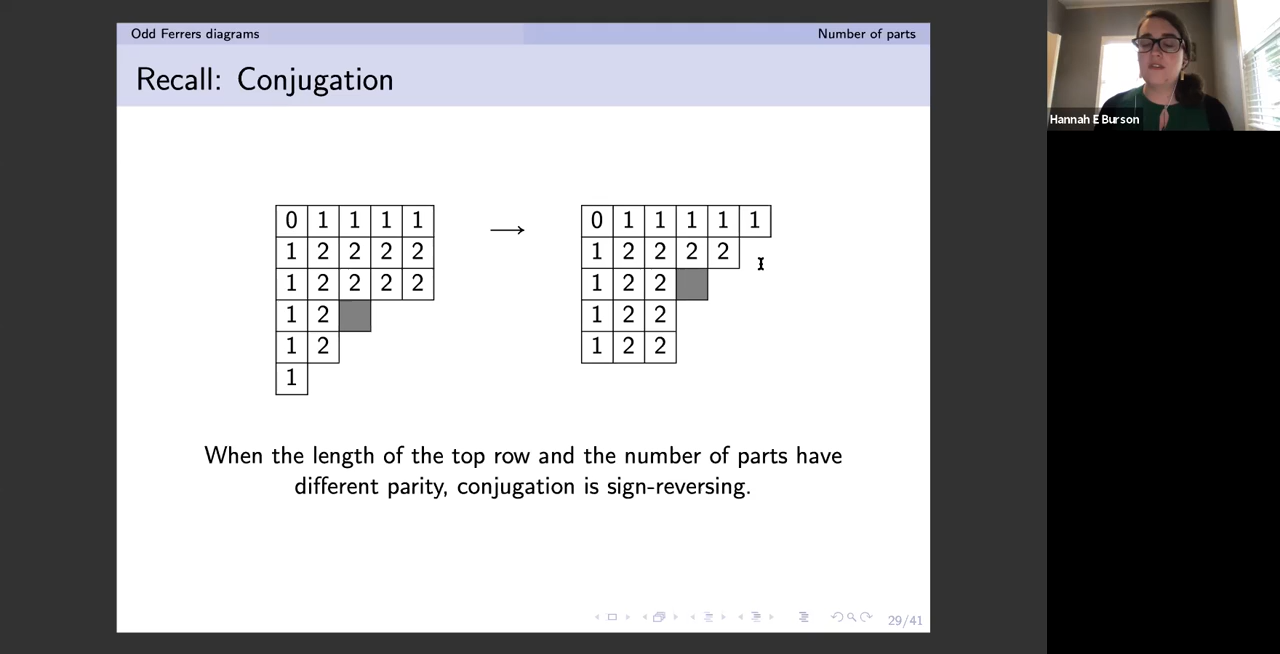 Odd Ferrers diagrams
Number of parts
Recall: Conjugation
0 1 1 1 1
1 2 2 2 2
1 2 2 2 2
1 2
1 2
1
→
0 1 1 1 1 1
1 2 2 2 2
1 2 2
1 2 2
1 2 2
When the length of the top row and the number of parts have
different parity, conjugation is sign-reversing.
29/41
Hannah E Burson